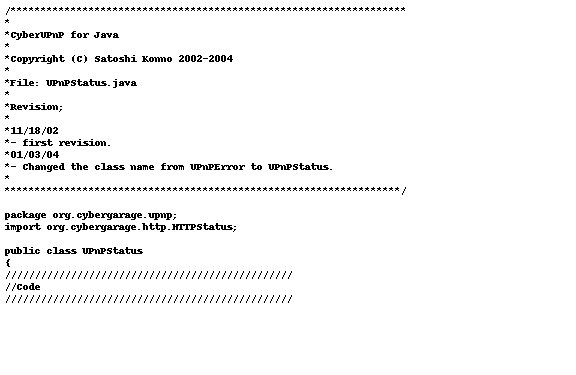 /******************************************************************
*
*CyberUPnP for Java
*
*Copyright (C) Satoshi Konno 2002-2004
*
*File: UPnPStatus.java
*
*Revision;
*
*11/18/02
*- first revision.
*01/03/04
*- Changed the class name from UPnPError to UPnPStatus.
*
******************************************************************/
package org.cybergarage.upnp;
import org.cybergarage.http.HTTPStatus;
public class UPnPStatus
{
////////////////////////////////////////////////
//Code
////////////////////////////////////////////////